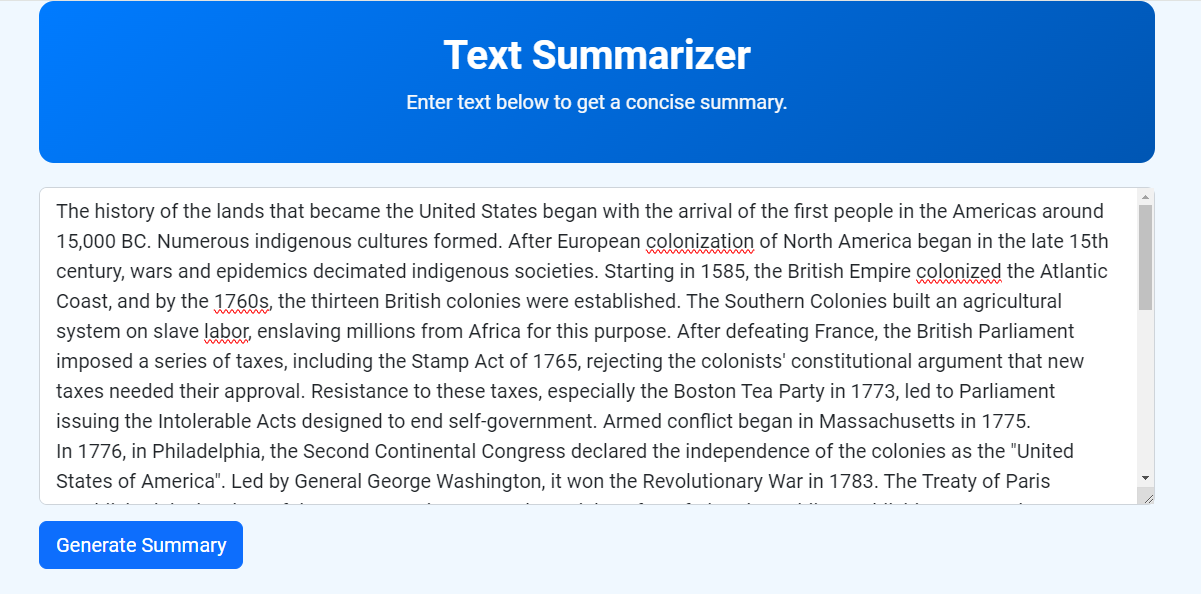 Text Summarizer
Enter text below to get a concise summary.
The history of the lands that became the United States began with the arrival of the first people in the Americas around
15,000 BC. Numerous indigenous cultures formed. After European colonization of North America began in the late 15th
century, wars and epidemics decimated indigenous societies. Starting in 1585, the British Empire colonized the Atlantic
Coast, and by the 1760s, the thirteen British colonies were established. The Southern Colonies built an agricultural
system on slave labor, enslaving millions from Africa for this purpose. After defeating France, the British Parliament
imposed a series of taxes, including the Stamp Act of 1765, rejecting the colonists' constitutional argument that new
taxes needed their approval. Resistance to these taxes, especially the Boston Tea Party in 1773, led to Parliament
issuing the Intolerable Acts designed to end self-government. Armed conflict began in Massachusetts in 1775.
In 1776, in Philadelphia, the Second Continental Congress declared the independence of the colonies as the "United
States of America". Led by General George Washington, it won the Revolutionary War in 1783. The Treaty of Paris
Generate Summary